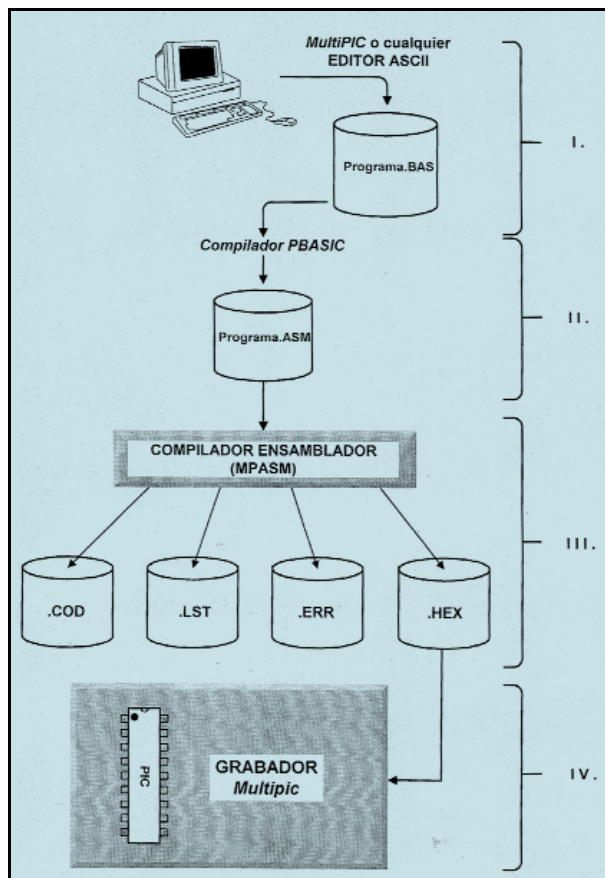 MultiPIC o cualquier
EDITOR ASCII
Programa.BAS
I.
Compilador PBASIC
Programa.ASM
II.
COMPILADOR ENSAMBLADOR
(MPASM)
III.
.COD
.LST
.ERR
.HEX
PIC
GRABADOR
Multipic
IV.